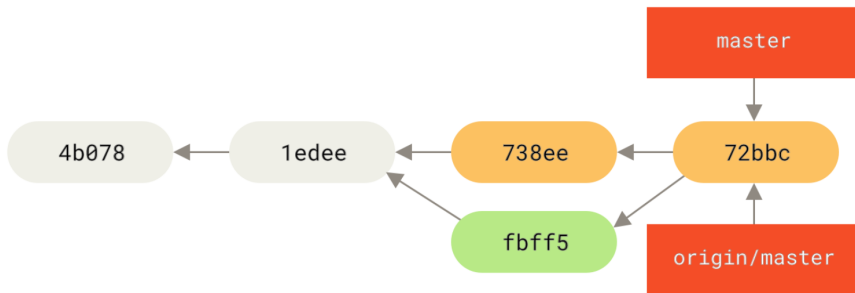 master
4b078
1edee
738ee
72bbc
fbff5
origin/master